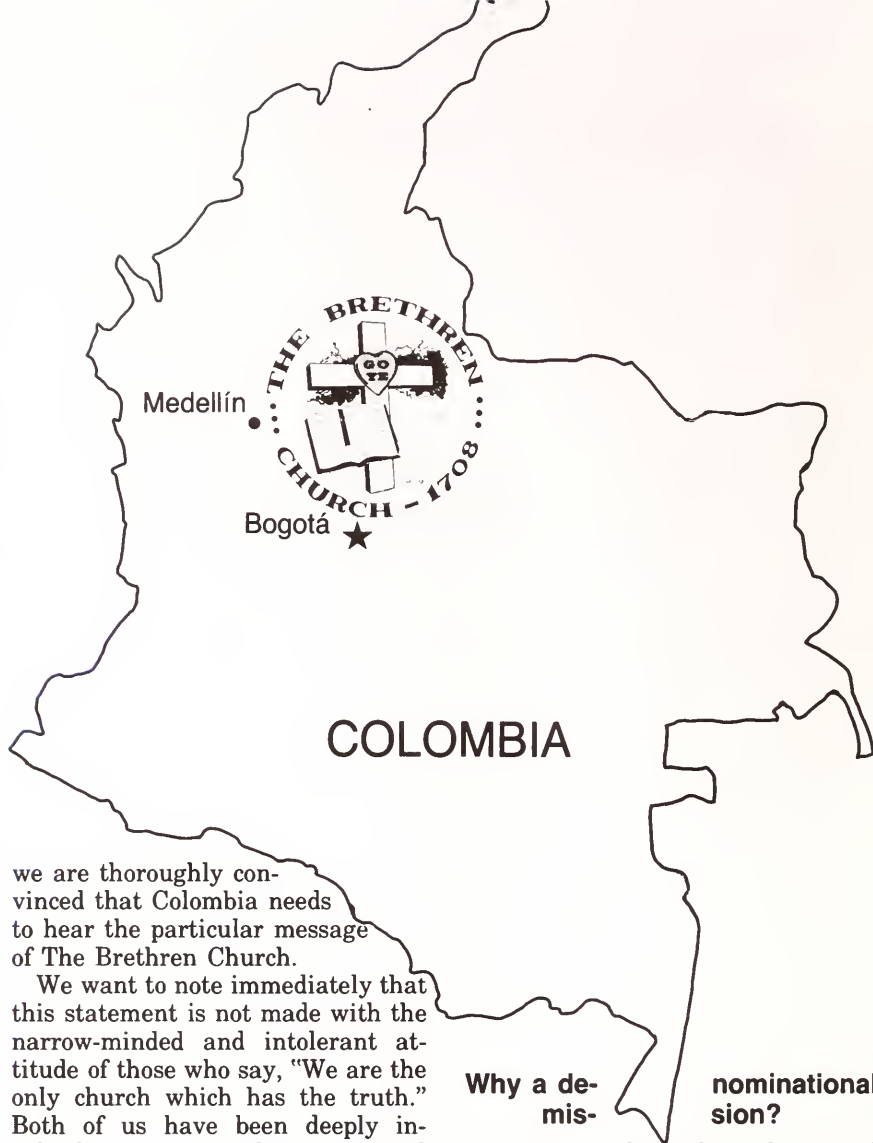 THE BRETHREN
GO
YE
CHURCH – 1708
Medellín
Bogotá
COLOMBIA
we are thoroughly con-
vinced that Colombia needs
to hear the particular message
of The Brethren Church.
We want to note immediately that
this statement is not made with the
narrow-minded and intolerant at-
titude of those who say, "We are the
only church which has the truth."
Both of us have been deeply in-
Why a de-
mis-
nominational
sion?